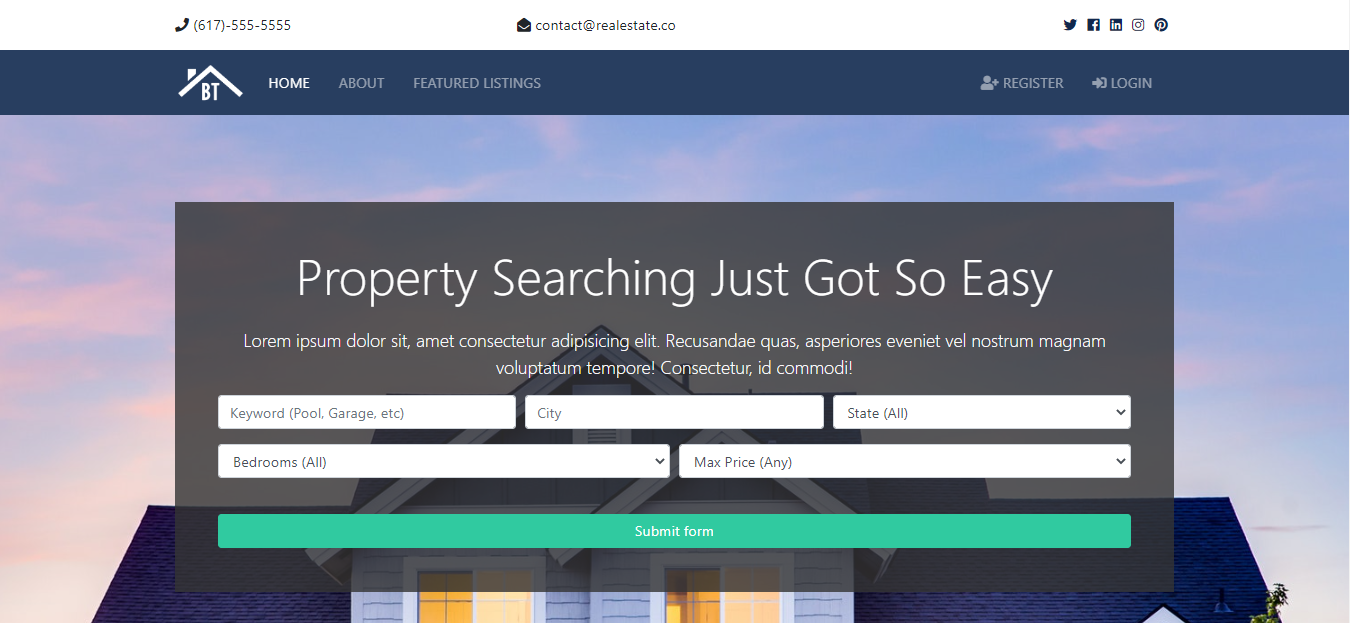 (617)-555-5555 contact@realestate.co
BT HOME ABOUT FEATURED LISTINGS REGISTER LOGIN
Property Searching Just Got So Easy
Lorem ipsum dolor sit, amet consectetur adipisicing elit. Recusandae quas, asperiores eveniet vel nostrum magnam
voluptatum tempore! Consectetur, id commodi!
Keyword (Pool, Garage, etc) City State (All)
Bedrooms (All) Max Price (Any)
Submit form